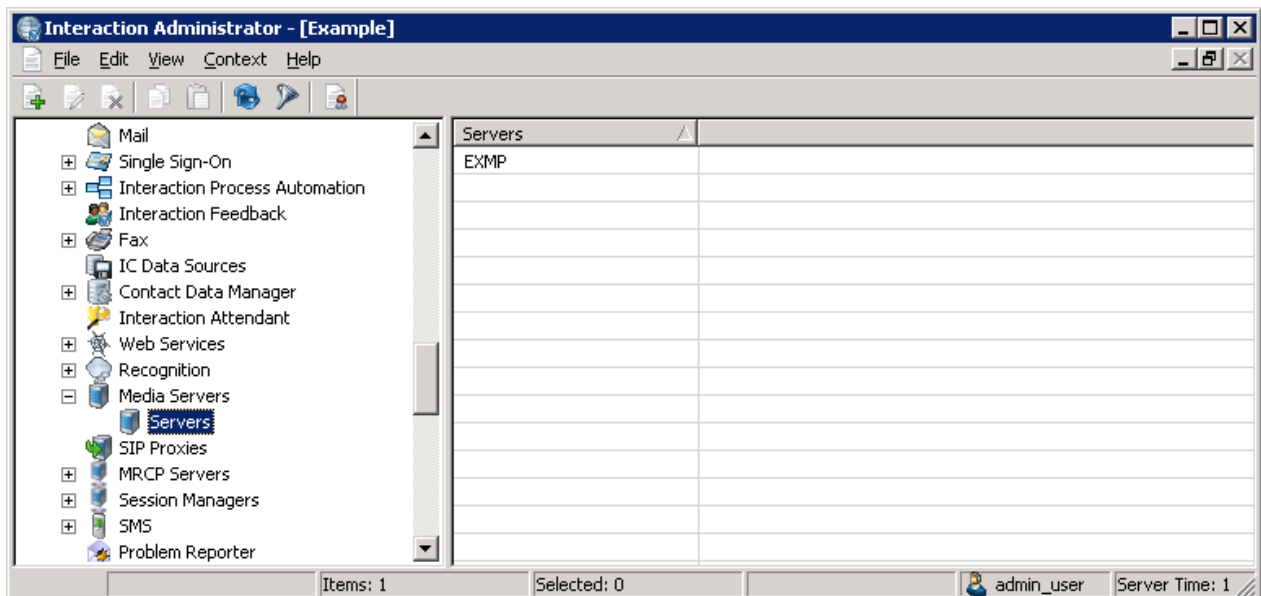 Interaction Administrator - [Example]
File Edit View Context Help
Mail
Single Sign-On
Interaction Process Automation
Interaction Feedback
Fax
IC Data Sources
Contact Data Manager
Interaction Attendant
Web Services
Recognition
Media Servers
Servers
SIP Proxies
MRCP Servers
Session Managers
SMS
Problem Reporter
Servers
EXMP
Items: 1 Selected: 0 admin_user Server Time: 1